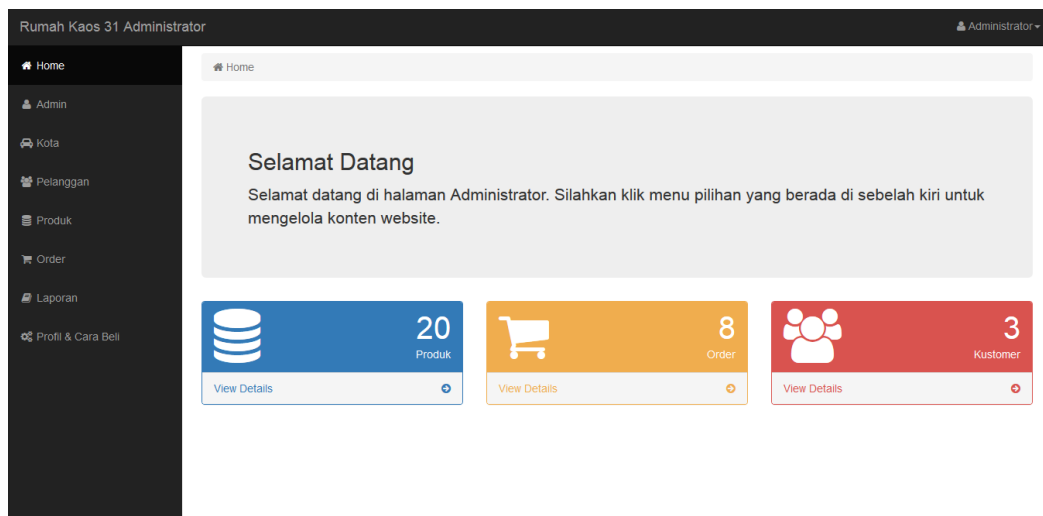 Rumah Kaos 31 Administrator
Administrator
Home
Admin
Kota
Pelanggan
Produk
Order
Laporan
Profil & Cara Beli
Home
Selamat Datang
Selamat datang di halaman Administrator. Silahkan klik menu pilihan yang berada di sebelah kiri untuk
mengelola konten website.
20
Produk
View Details
8
Order
View Details
3
Kustomer
View Details